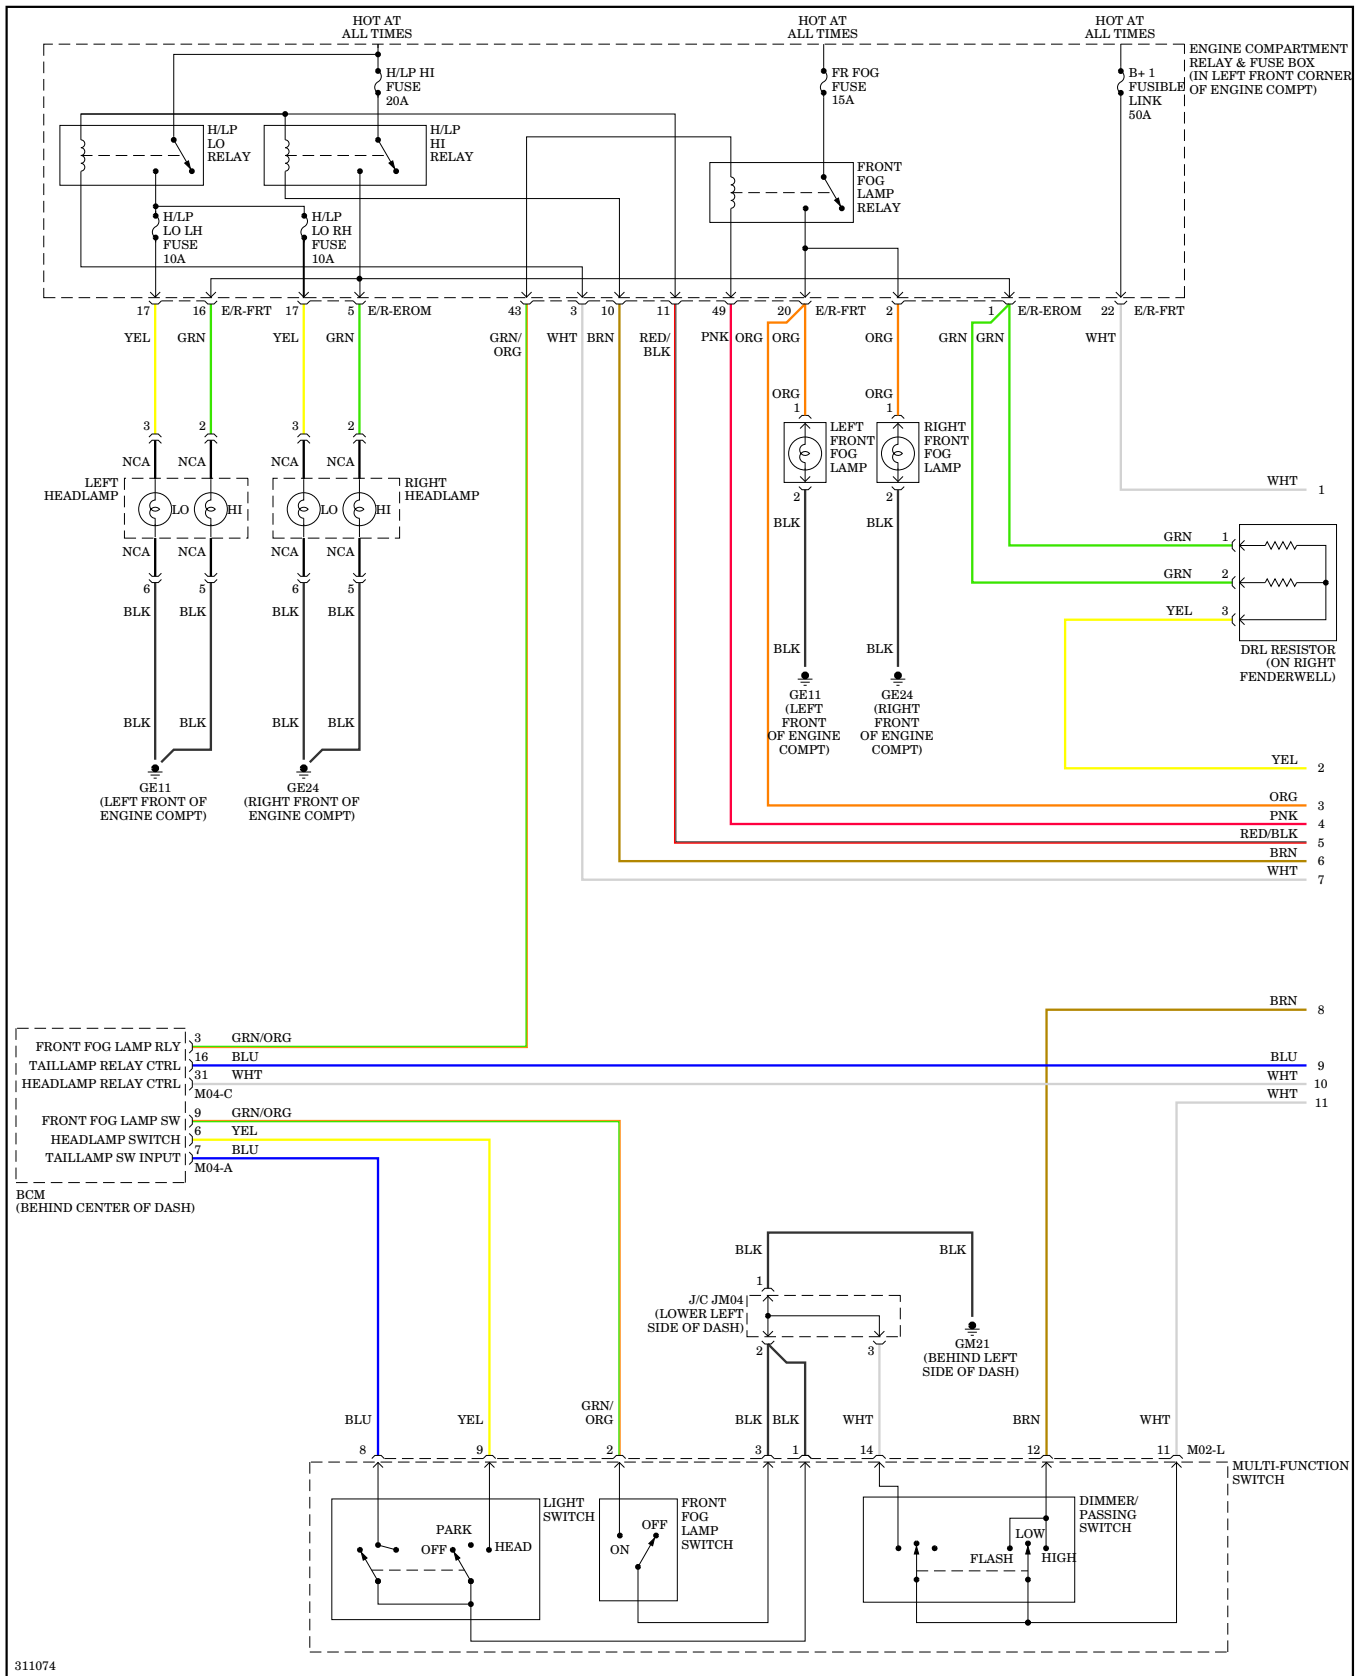 HOT AT
ALL TIMES
HOT AT
ALL TIMES
HOT AT
ALL TIMES
ENGINE COMPARTMENT
RELAY & FUSE BOX
(IN LEFT FRONT CORNER
OF ENGINE COMPT)
H/LP HI
FUSE
20A
FR FOG
FUSE
15A
B+ 1
FUSIBLE
LINK
50A
H/LP
LO
RELAY
H/LP
HI
RELAY
FRONT
FOG
LAMP
RELAY
H/LP
LO LH
FUSE
10A
H/LP
LO RH
FUSE
10A
17 16 E/R-FRT 17 5 E/R-EROM 43 3 10 11 49 20 E/R-FRT 2 1 E/R-EROM 22 E/R-FRT
YEL GRN YEL GRN GRN/
ORG WHT BRN RED/
BLK PNK ORG ORG ORG GRN GRN WHT
ORG ORG
1 1
3 2 3 2
LEFT
FRONT
FOG
LAMP
RIGHT
FRONT
FOG
LAMP
NCA NCA NCA NCA
LEFT
HEADLAMP
RIGHT
HEADLAMP
LO HI LO HI
WHT 1
2 2
BLK BLK
NCA NCA NCA NCA
6 5 6 5
BLK BLK BLK BLK
GRN 1
GRN 2
YEL 3
DRL RESISTOR
(ON RIGHT
FENDERWELL)
BLK BLK
GE11
(LEFT
FRONT
OF ENGINE
COMPT)
GE24
(RIGHT
FRONT
OF ENGINE
COMPT)
BLK BLK BLK BLK
GE11
(LEFT FRONT OF
ENGINE COMPT)
GE24
(RIGHT FRONT OF
ENGINE COMPT)
YEL 2
ORG 3
PNK 4
RED/BLK 5
BRN 6
WHT 7
BRN 8
FRONT FOG LAMP RLY 3 GRN/ORG
TAILLAMP RELAY CTRL 16 BLU BLU 9
HEADLAMP RELAY CTRL 31 WHT WHT 10
M04-C
WHT 11
FRONT FOG LAMP SW 9 GRN/ORG
HEADLAMP SWITCH 6 YEL
TAILLAMP SW INPUT 7 BLU
M04-A
BCM
(BEHIND CENTER OF DASH)
BLK BLK
1
J/C JM04
(LOWER LEFT
SIDE OF DASH)
2 3
GM21
(BEHIND LEFT
SIDE OF DASH)
BLU YEL GRN/
ORG BLK BLK WHT BRN WHT
8 9 2 3 1 14 12 11 M02-L
MULTI-FUNCTION
SWITCH
LIGHT
SWITCH
PARK
OFF HEAD
FRONT
FOG
LAMP
SWITCH
OFF
ON
DIMMER/
PASSING
SWITCH
LOW
FLASH HIGH
311074